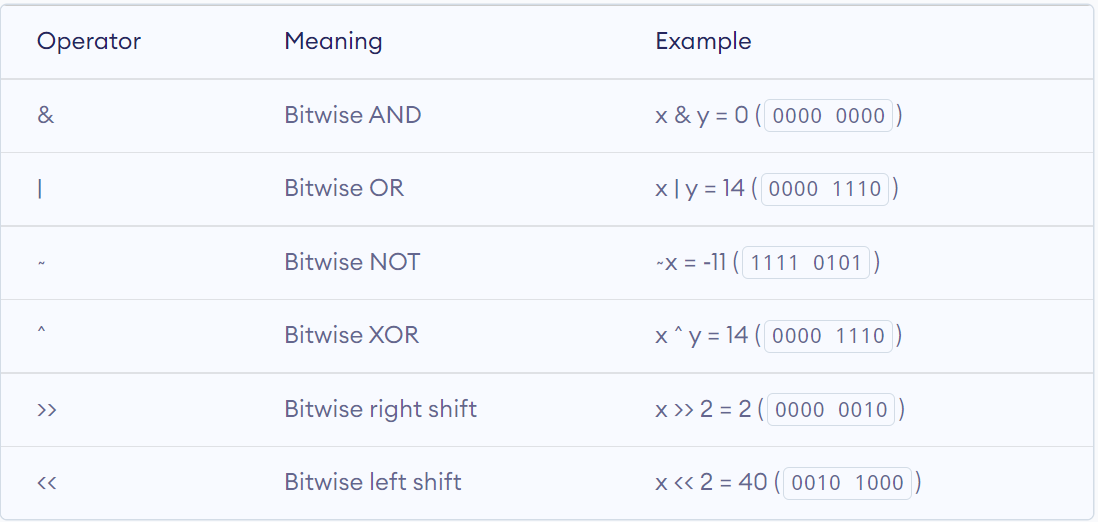 Operator Meaning Example
& Bitwise AND x & y = 0 (0000 0000)
| Bitwise OR x | y = 14 (0000 1110)
~ Bitwise NOT ~x = -11 (1111 0101)
^ Bitwise XOR x ^ y = 14 (0000 1110)
>> Bitwise right shift x >> 2 = 2 (0000 0010)
<< Bitwise left shift x << 2 = 40 (0010 1000)